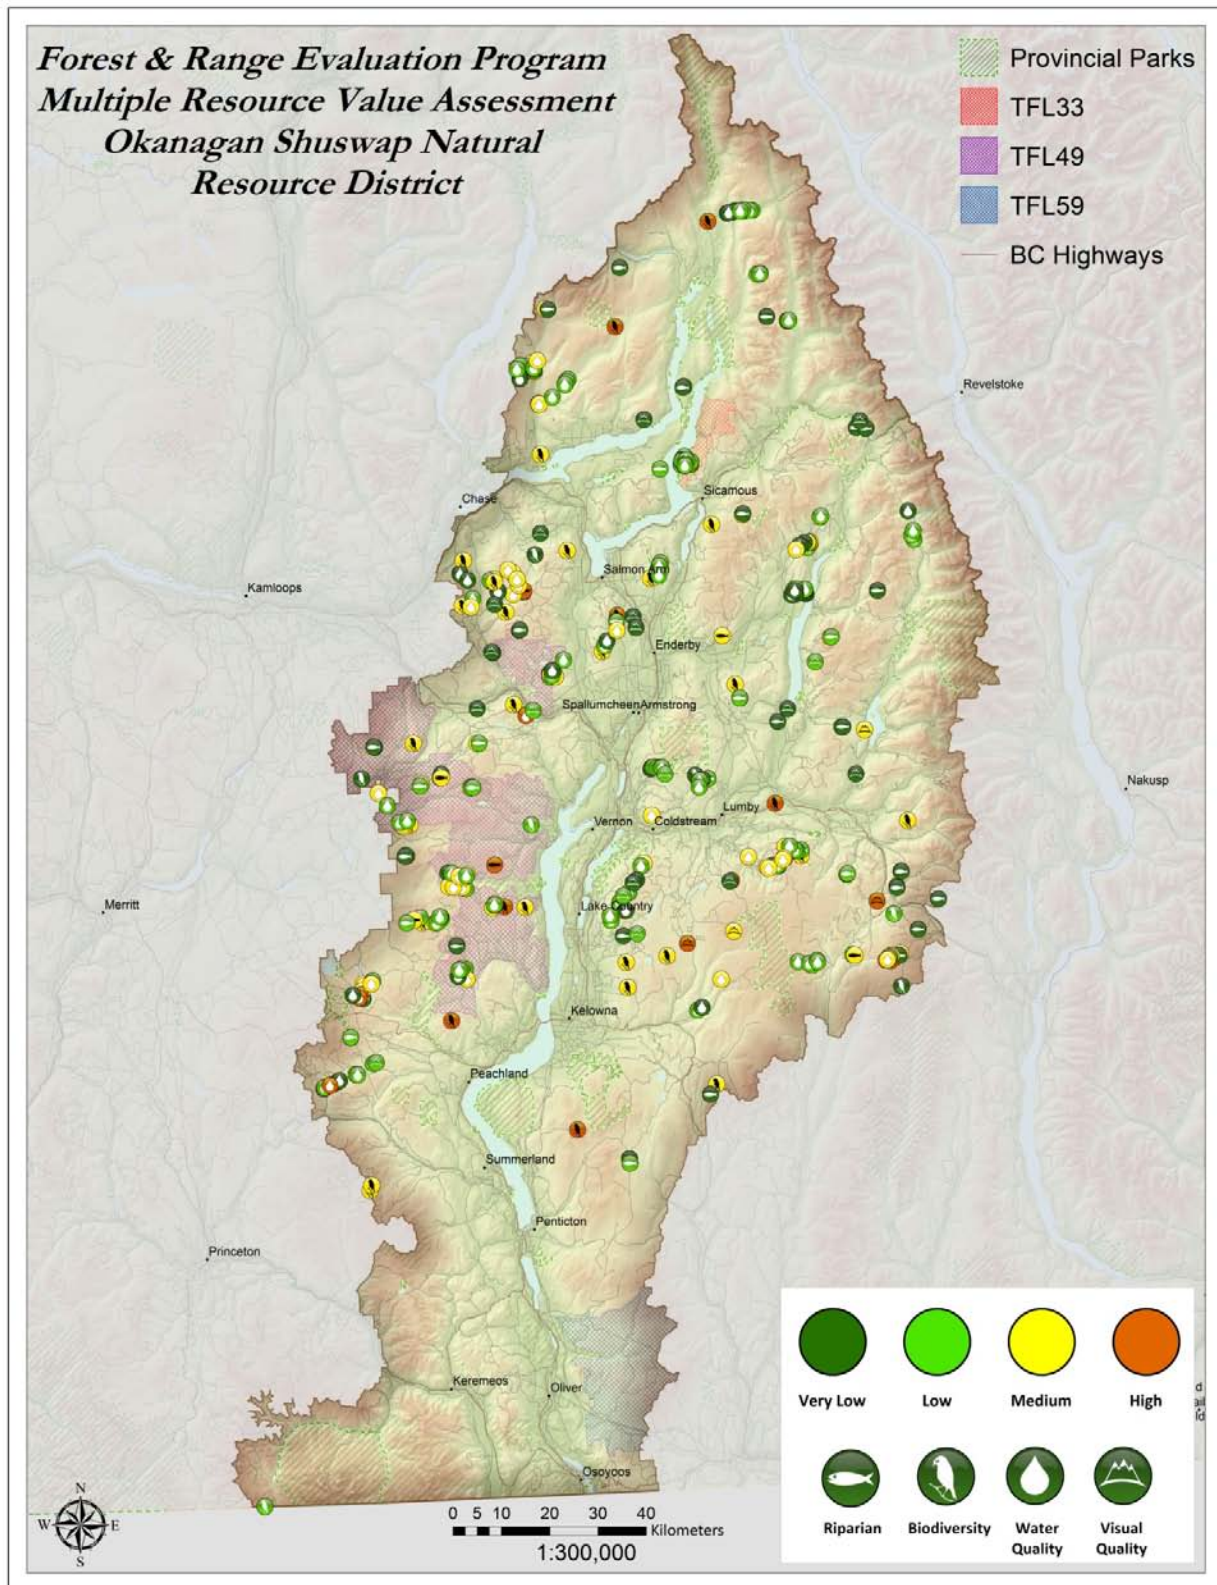 Forest & Range Evaluation Program
Multiple Resource Value Assessment
Okanagan Shuswap Natural
Resource District
Provincial Parks
TFL33
TFL49
TFL59
BC Highways
Revelstoke
Sicamous
Chase
Salmon Arm
Kamloops
Enderby
Spallumcheen
Armstrong
Nakusp
Lumby
Vernon
Coldstream
Merritt
Lake Country
Kelowna
Peachland
Summerland
Penticton
Princeton
Keremeos
Oliver
Osoyoos
Very Low
Low
Medium
High
Riparian
Biodiversity
Water
Quality
Visual
Quality
d
ail
N
W
E
S
0 5 10 20 30 40
Kilometers
1:300,000